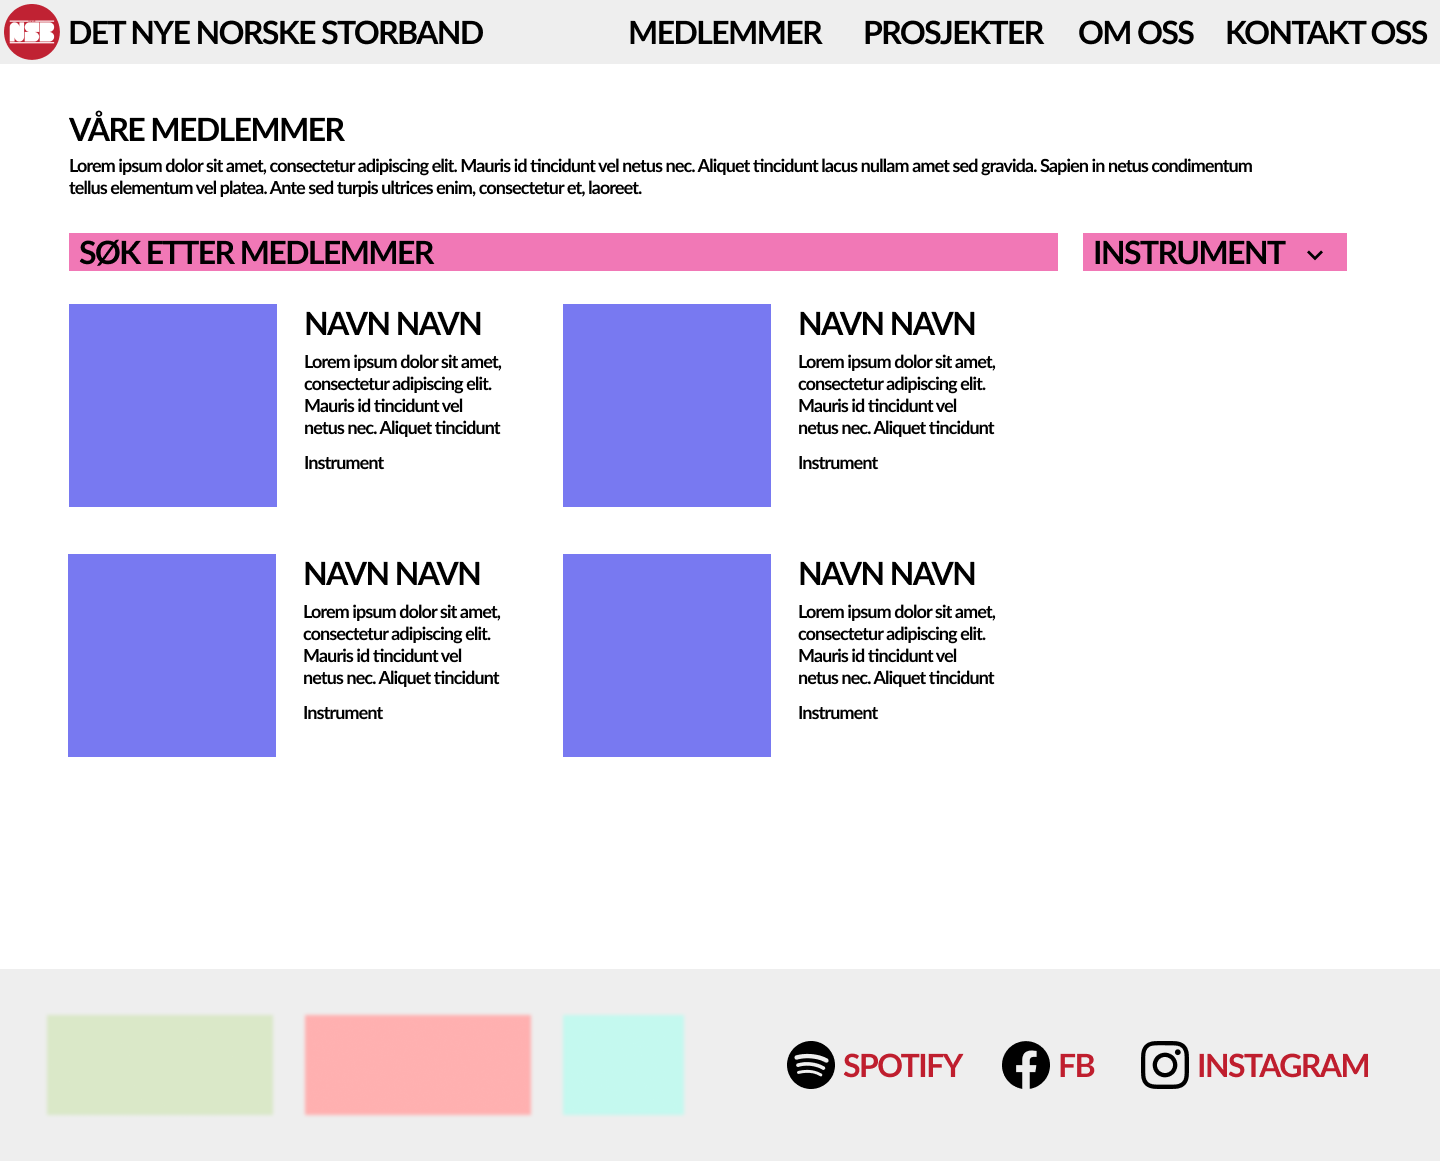 NSB
DET NYE NORSKE STORBAND
MEDLEMMER
PROSJEKTER
OM OSS
KONTAKT OSS
VÅRE MEDLEMMER
Lorem ipsum dolor sit amet, consectetur adipiscing elit. Mauris id tincidunt vel netus nec. Aliquet tincidunt lacus nullam amet sed gravida. Sapien in netus condimentum
tellus elementum vel platea. Ante sed turpis ultrices enim, consectetur et, laoreet.
SØK ETTER MEDLEMMER
INSTRUMENT
NAVN NAVN
Lorem ipsum dolor sit amet,
consectetur adipiscing elit.
Mauris id tincidunt vel
netus nec. Aliquet tincidunt
Instrument
NAVN NAVN
Lorem ipsum dolor sit amet,
consectetur adipiscing elit.
Mauris id tincidunt vel
netus nec. Aliquet tincidunt
Instrument
NAVN NAVN
Lorem ipsum dolor sit amet,
consectetur adipiscing elit.
Mauris id tincidunt vel
netus nec. Aliquet tincidunt
Instrument
NAVN NAVN
Lorem ipsum dolor sit amet,
consectetur adipiscing elit.
Mauris id tincidunt vel
netus nec. Aliquet tincidunt
Instrument
SPOTIFY
FB
INSTAGRAM